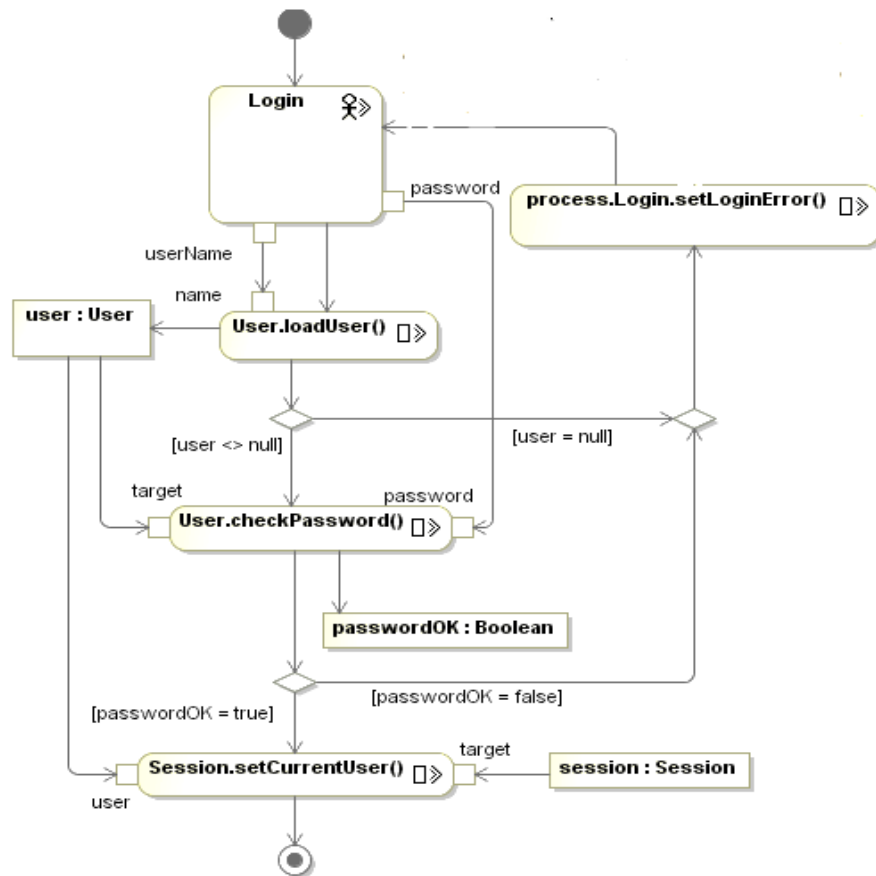 Login
password
process.Login.setLoginError()
userName
name
user : User
User.loadUser()
[user <> null]
[user = null]
target
password
User.checkPassword()
passwordOK : Boolean
[passwordOK = true]
[passwordOK = false]
target
Session.setCurrentUser()
session : Session
user